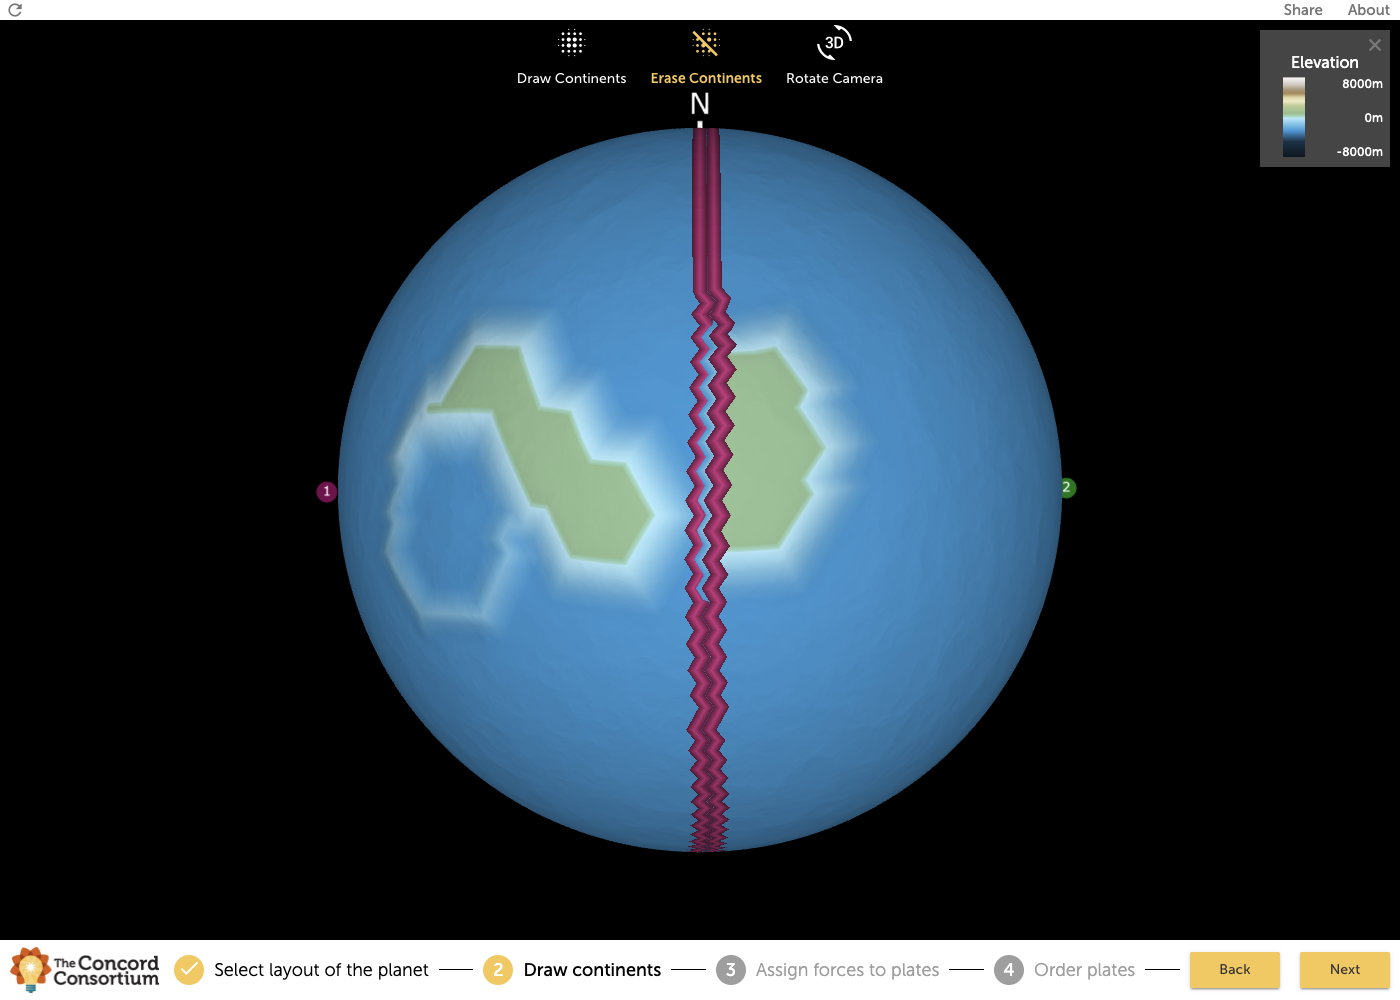 Share About
Draw Continents Erase Continents 3D Rotate Camera
N
Elevation
8000m
0m
-8000m
1
2
The Concord Consortium
Select layout of the planet
2 Draw continents
3 Assign forces to plates
4 Order plates
Back
Next